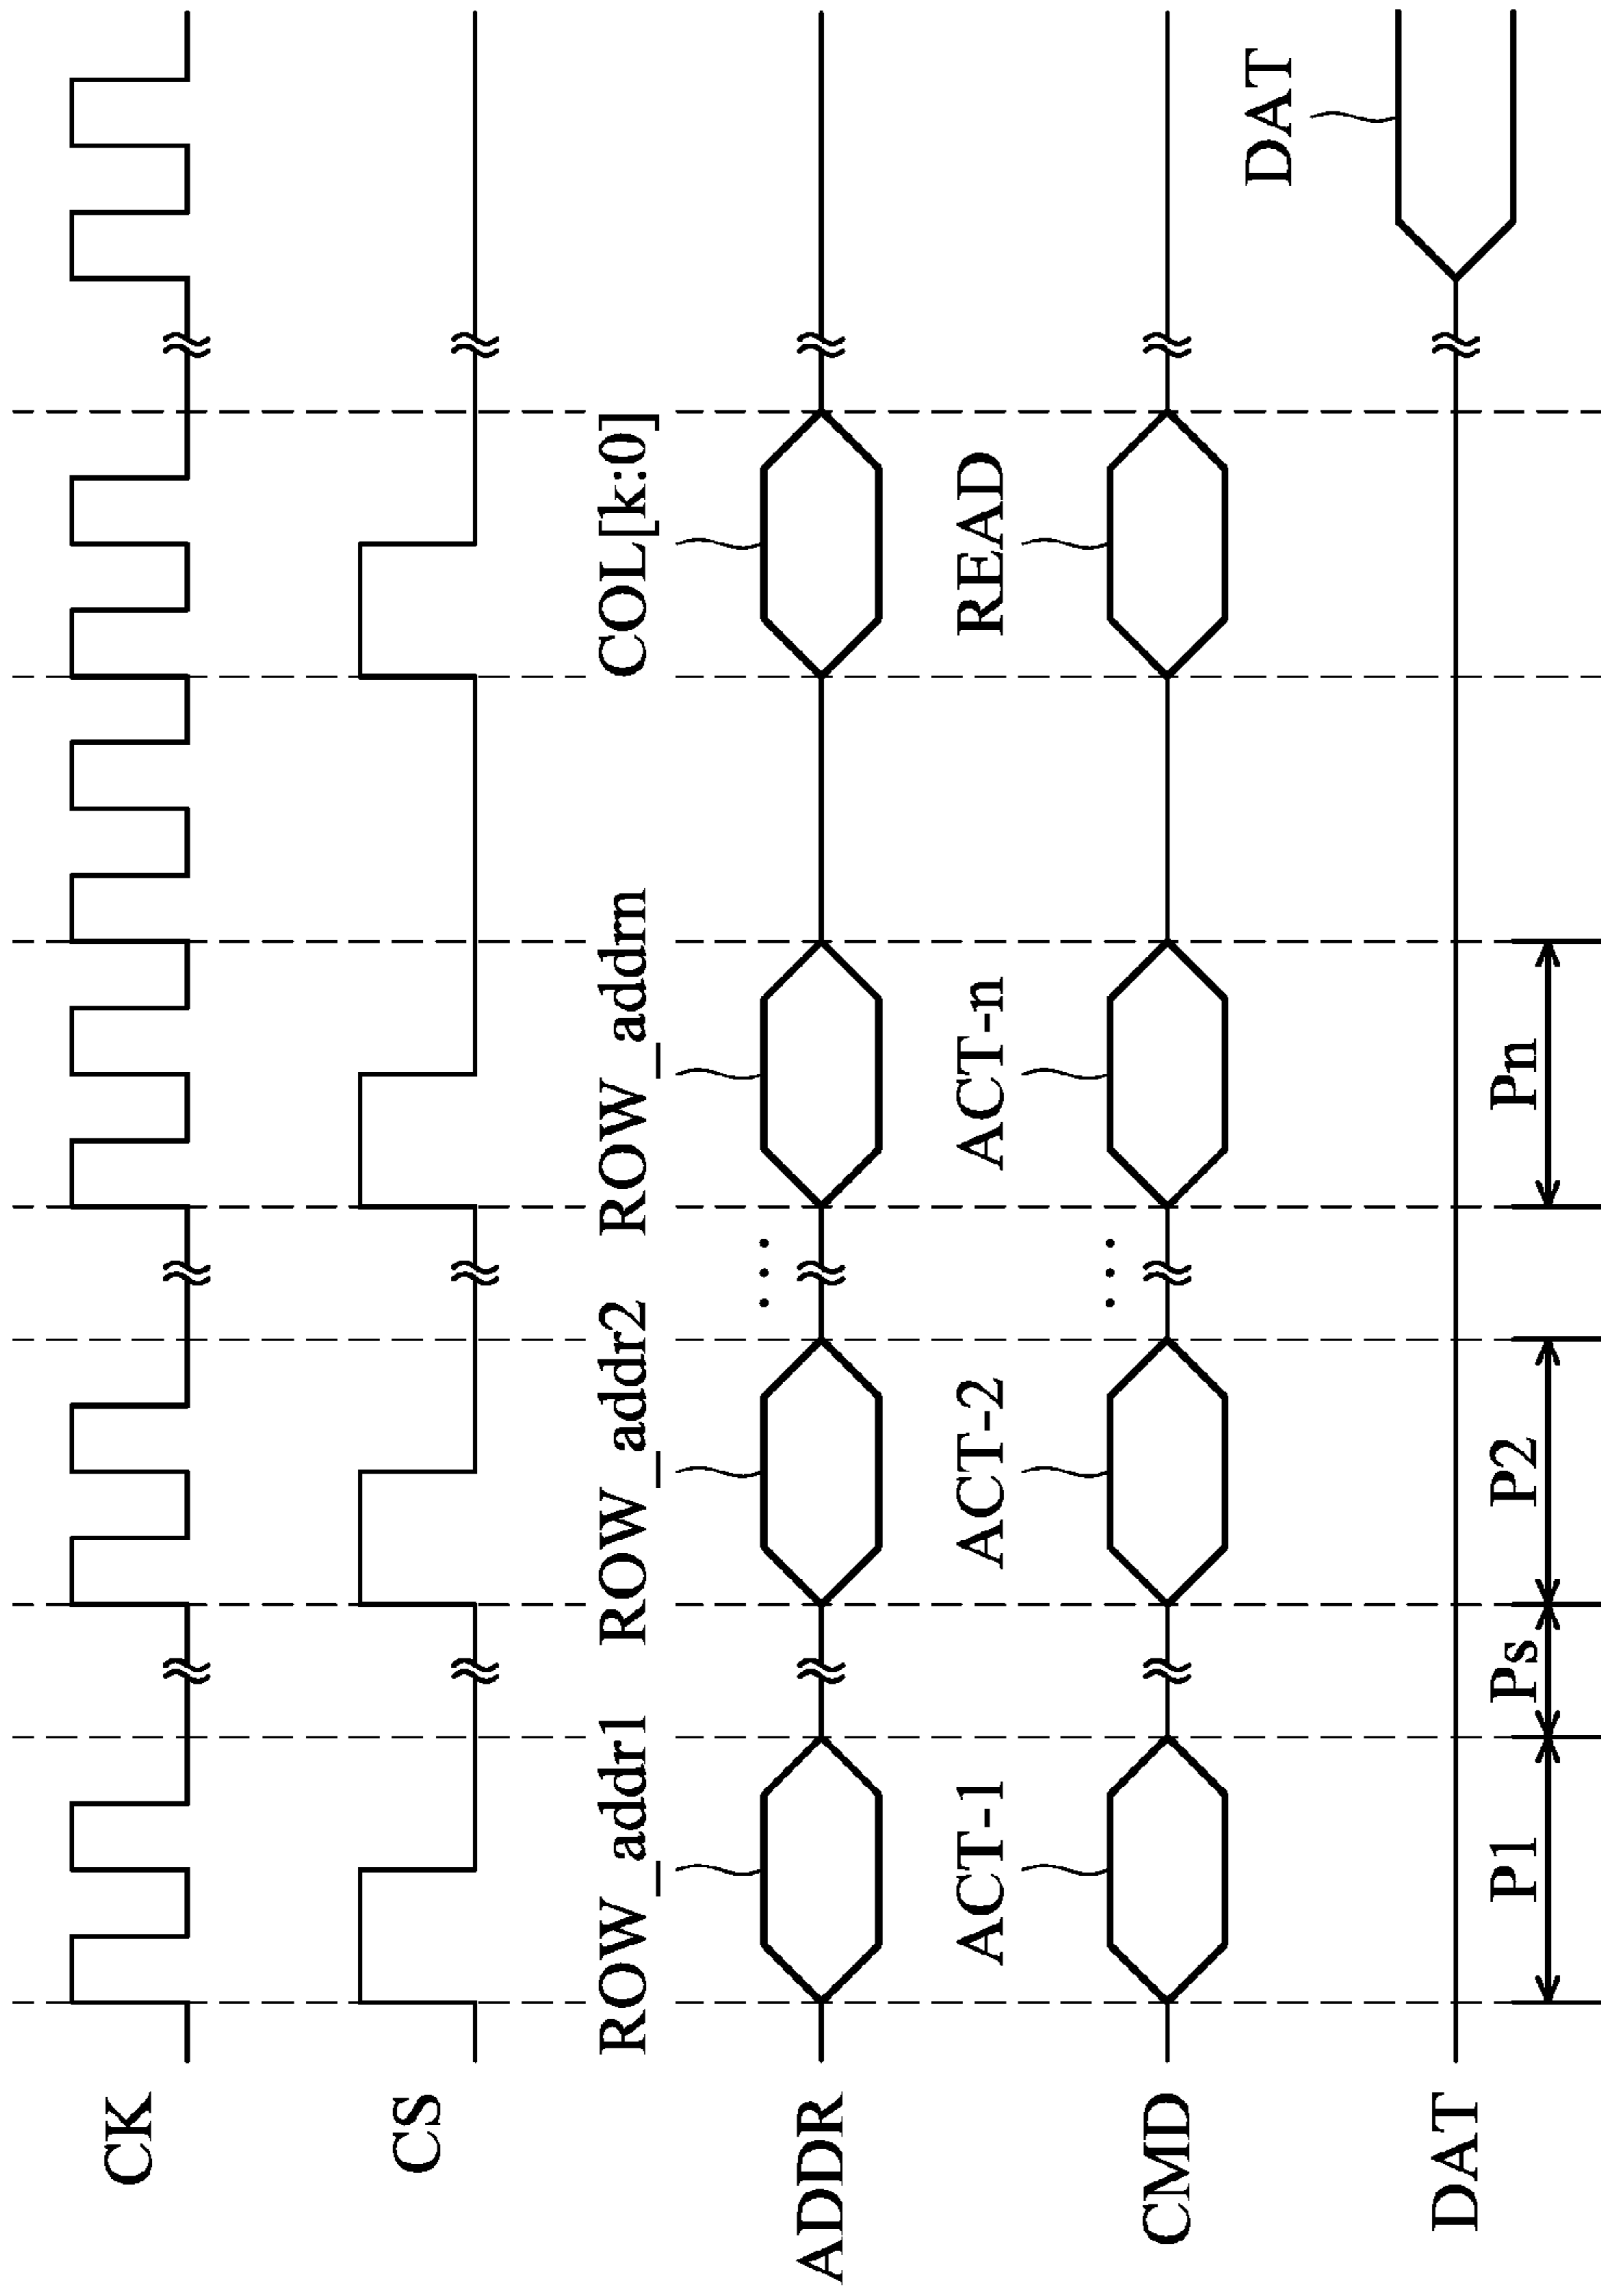 CK
CS
ROW_addr1 ROW_addr2 ROW_addrn COL[k:0]
ADDR
... 
ACT-1 ACT-2 ACT-n READ
CMD
...
DAT
DAT
P1 Ps P2 Pn